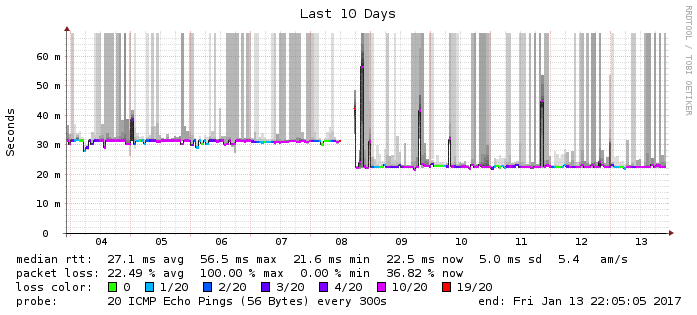 Last 10 Days
RRDTOOL / TOBI OETIKER
Seconds
60 m
50 m
40 m
30 m
20 m
10 m
0
04 05 06 07 08 09 10 11 12 13
median rtt: 27.1 ms avg 56.5 ms max 21.6 ms min 22.5 ms now 5.0 ms sd 5.4 am/s
packet loss: 22.49 % avg 100.00 % max 0.00 % min 36.82 % now
loss color: 0 1/20 2/20 3/20 4/20 10/20 19/20
probe: 20 ICMP Echo Pings (56 Bytes) every 300s end: Fri Jan 13 22:05:05 2017